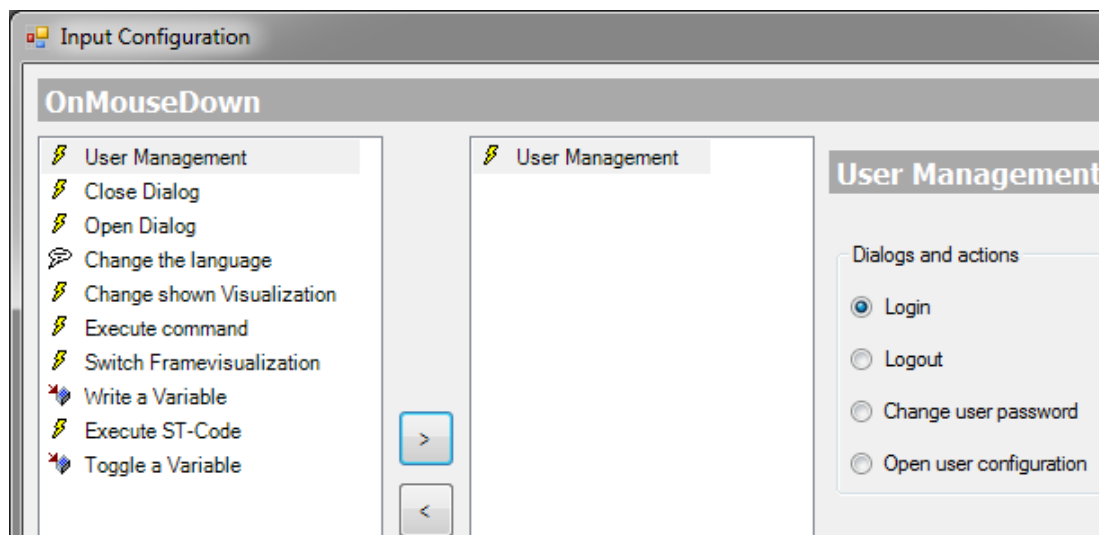 Input Configuration
OnMouseDown
User Management
Close Dialog
Open Dialog
Change the language
Change shown Visualization
Execute command
Switch Framevisualization
Write a Variable
Execute ST-Code
Toggle a Variable
>
<
User Management
User Management
Dialogs and actions
Login
Logout
Change user password
Open user configuration